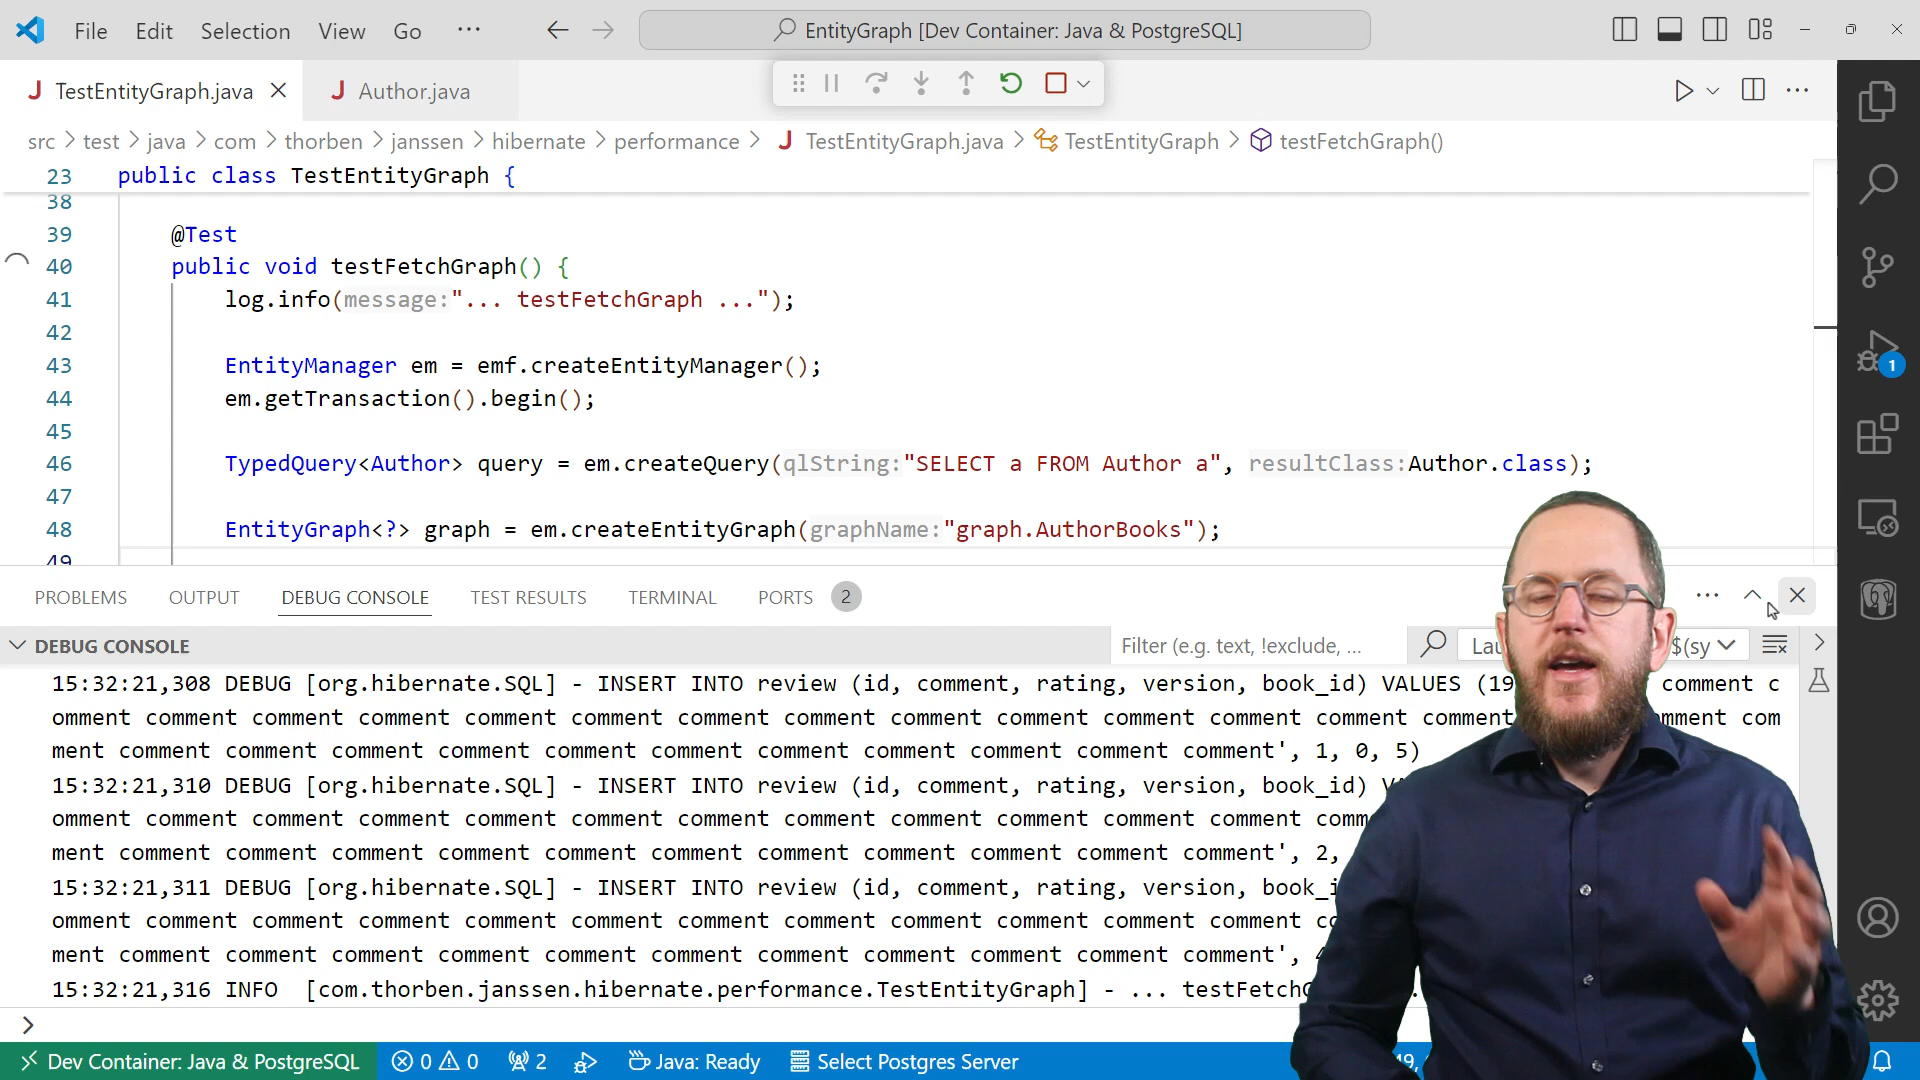 File Edit Selection View Go ··· EntityGraph [Dev Container: Java & PostgreSQL]
J TestEntityGraph.java J Author.java
src > test > java > com > thorben > janssen > hibernate > performance > J TestEntityGraph.java > TestEntityGraph > testFetchGraph()
23 public class TestEntityGraph {
38
39 @Test
40 public void testFetchGraph() {
41 log.info(message:"... testFetchGraph ...");
42
43 EntityManager em = emf.createEntityManager();
44 em.getTransaction().begin();
45
46 TypedQuery<Author> query = em.createQuery(qlString:"SELECT a FROM Author a", resultClass:Author.class);
47
48 EntityGraph<?> graph = em.createEntityGraph(graphName:"graph.AuthorBooks");
49
PROBLEMS OUTPUT DEBUG CONSOLE TEST RESULTS TERMINAL PORTS 2
DEBUG CONSOLE Filter (e.g. text, !exclude, ... $(sy
15:32:21,308 DEBUG [org.hibernate.SQL] - INSERT INTO review (id, comment, rating, version, book_id) VALUES (19 comment c
omment comment comment comment comment comment comment comment comment comment comment comment comment comment mment com
ment comment comment comment comment comment comment comment comment comment comment comment', 1, 0, 5)
15:32:21,310 DEBUG [org.hibernate.SQL] - INSERT INTO review (id, comment, rating, version, book_id)
omment comment comment comment comment comment comment comment comment comment comment comment comm
ment comment comment comment comment comment comment comment comment comment comment comment', 2,
15:32:21,311 DEBUG [org.hibernate.SQL] - INSERT INTO review (id, comment, rating, version, book_i
omment comment comment comment comment comment comment comment comment comment comment comment co
ment comment comment comment comment comment comment comment comment comment comment comment',
15:32:21,316 INFO [com.thorben.janssen.hibernate.performance.TestEntityGraph] - ... testFetch
>
Dev Container: Java & PostgreSQL 0 0 2 Java: Ready Select Postgres Server
1